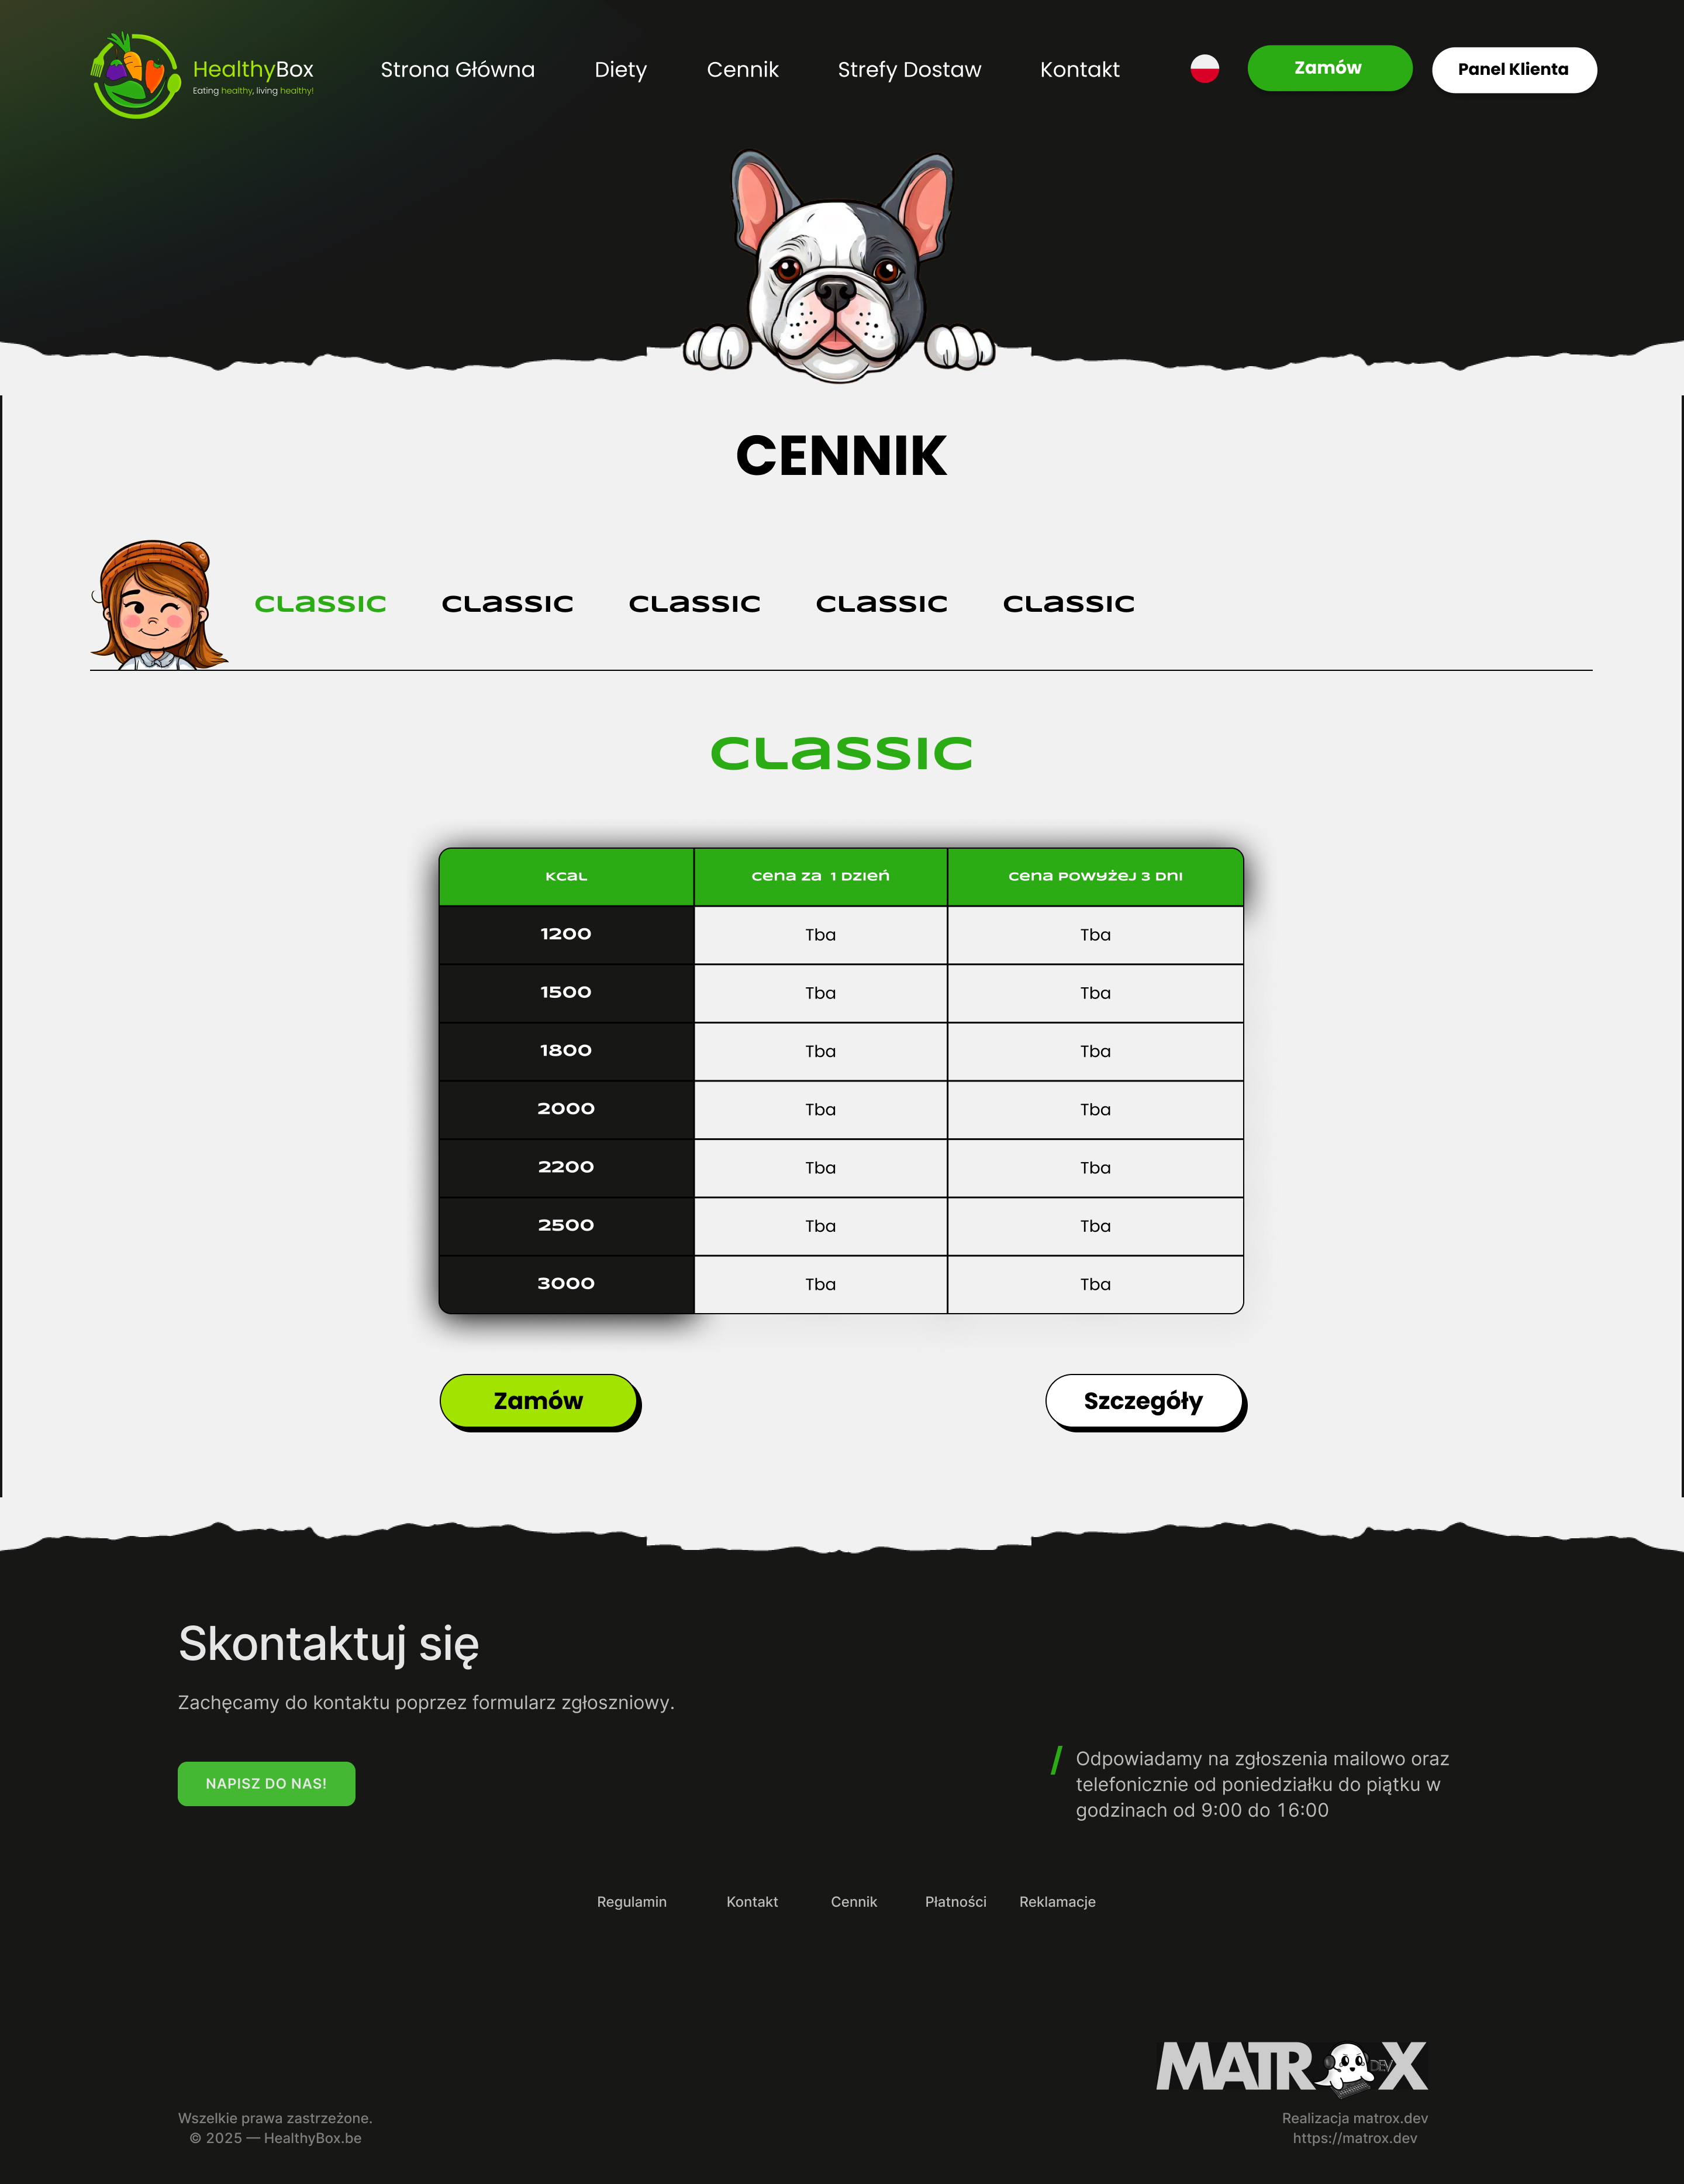 HealthyBox
Eating healthy, living healthy!
Strona Główna
Diety
Cennik
Strefy Dostaw
Kontakt
Zamów
Panel Klienta
CENNIK
CLASSIC CLASSIC CLASSIC CLASSIC CLASSIC
CLASSIC
Kcal Cena za 1 dzień Cena powyżej 3 dni
1200 Tba Tba
1500 Tba Tba
1800 Tba Tba
2000 Tba Tba
2200 Tba Tba
2500 Tba Tba
3000 Tba Tba
Zamów
Szczegóły
Skontaktuj się
Zachęcamy do kontaktu poprzez formularz zgłoszniowy.
NAPISZ DO NAS!
/ Odpowiadamy na zgłoszenia mailowo oraz
telefonicznie od poniedziałku do piątku w
godzinach od 9:00 do 16:00
Regulamin Kontakt Cennik Płatności Reklamacje
MATR X
DEV
Wszelkie prawa zastrzeżone.
© 2025 — HealthyBox.be
Realizacja matrox.dev
https://matrox.dev